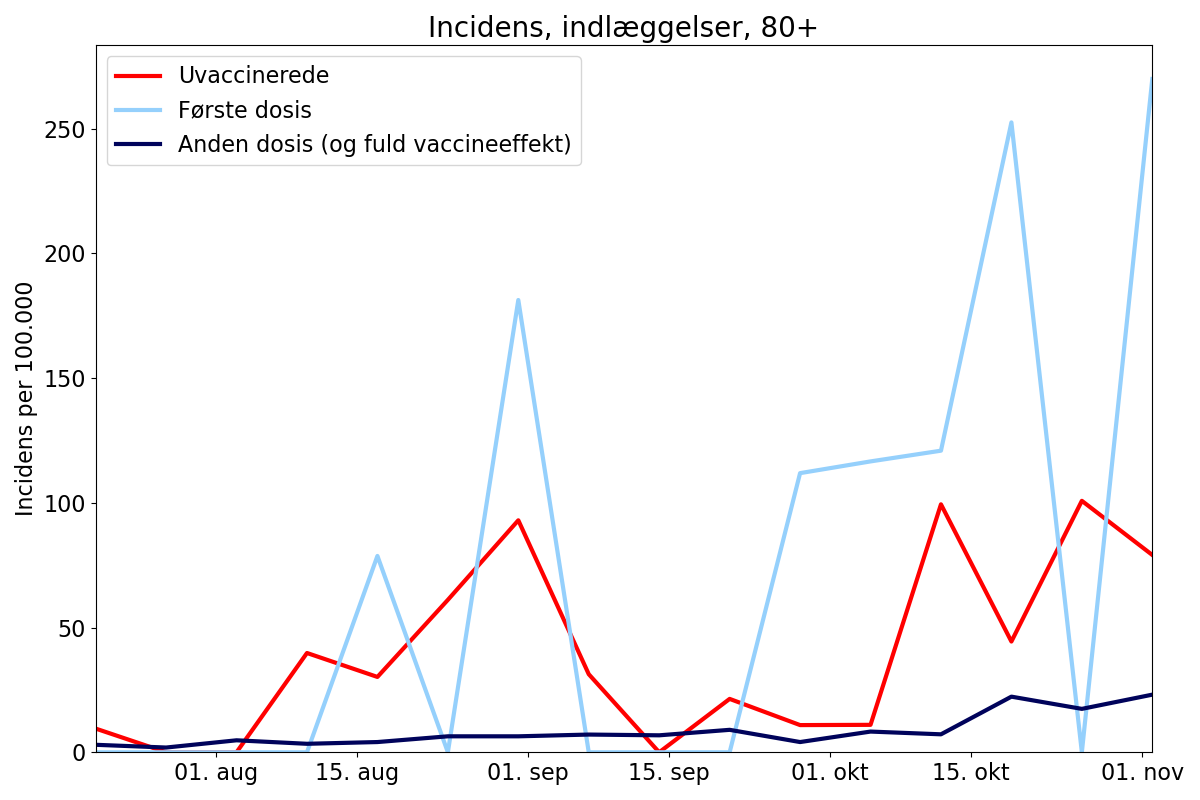 Incidens, indlæggelser, 80+
Uvaccinerede
Første dosis
Anden dosis (og fuld vaccineeffekt)
Incidens per 100.000
250
200
150
100
50
0
01. aug 15. aug 01. sep 15. sep 01. okt 15. okt 01. nov